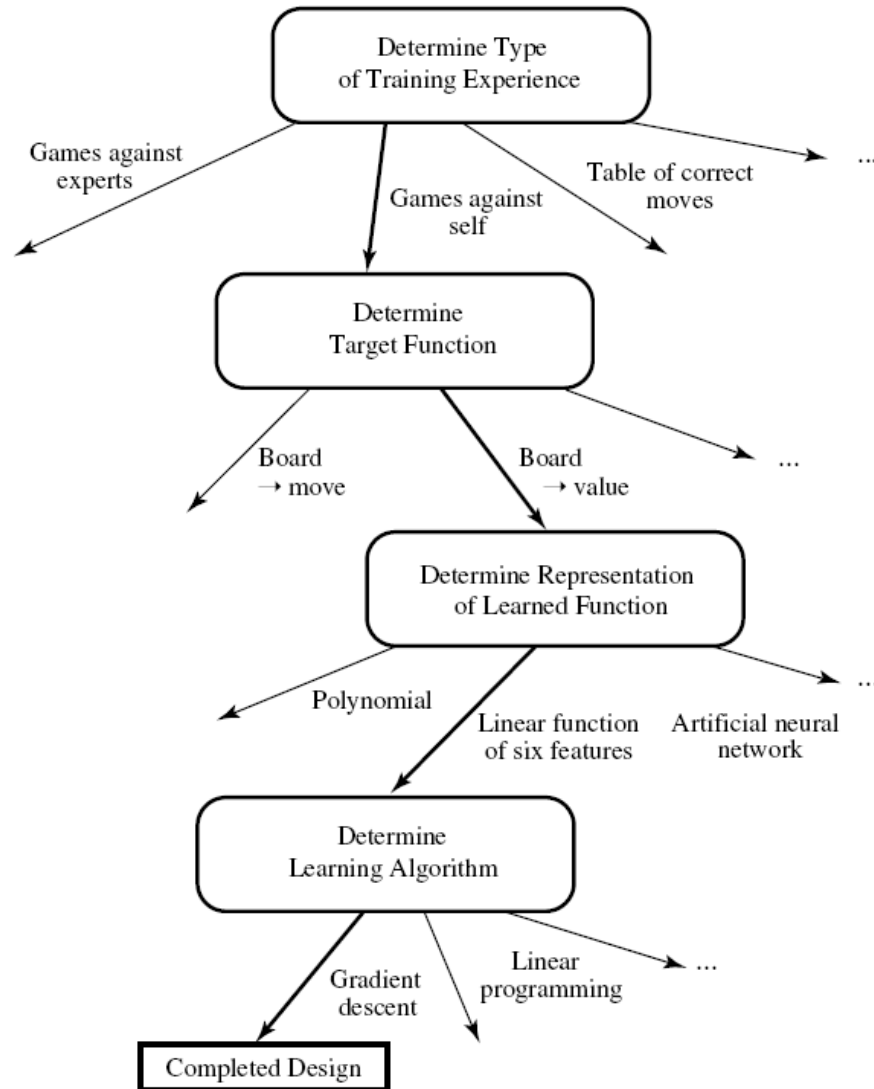 Determine Type
of Training Experience
Games against
experts
Games against
self
Table of correct
moves
...
Determine
Target Function
Board
→ move
Board
→ value
...
Determine Representation
of Learned Function
Polynomial
Linear function
of six features
Artificial neural
network
...
Determine
Learning Algorithm
Gradient
descent
Linear
programming
...
Completed Design